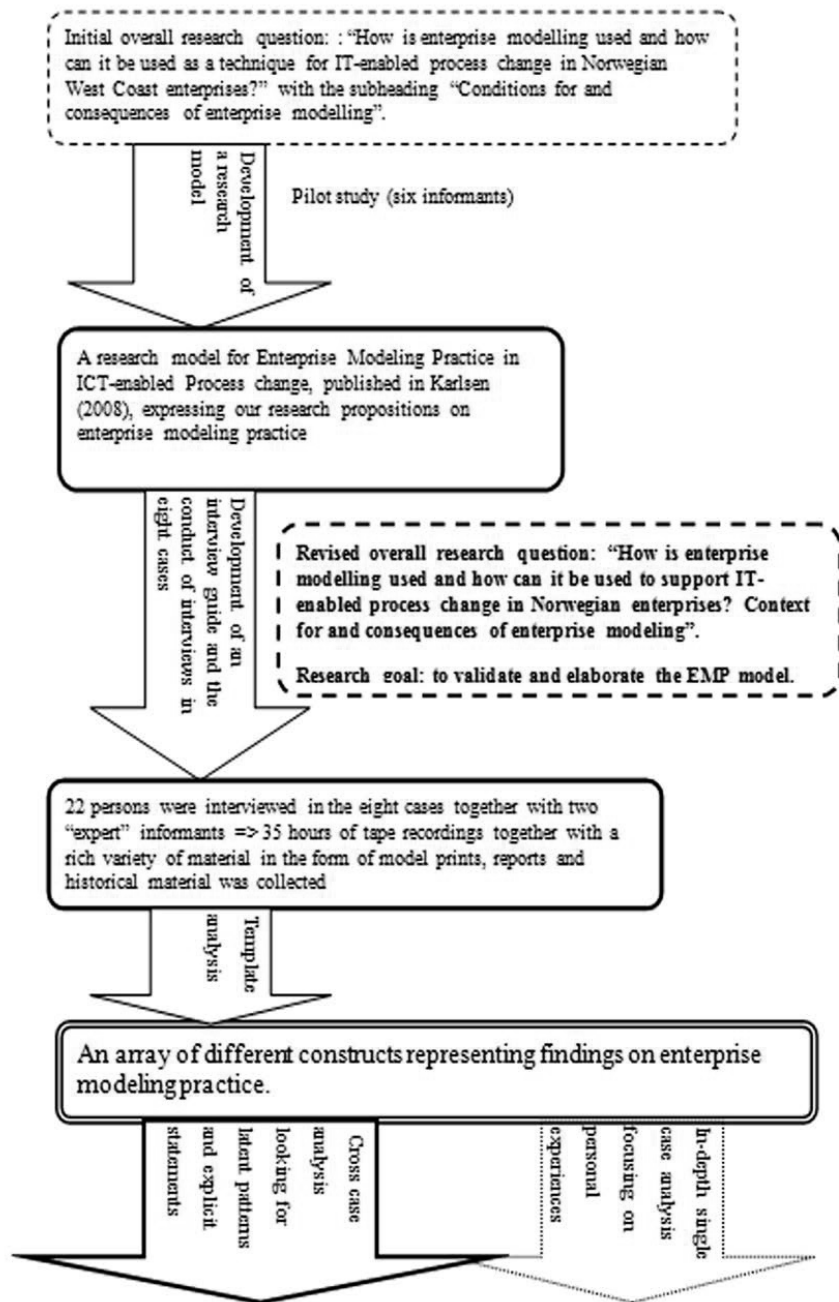 Initial overall research question: : “How is enterprise modelling used and how
can it be used as a technique for IT-enabled process change in Norwegian
West Coast enterprises?” with the subheading “Conditions for and
consequences of enterprise modelling”.
Development of
a research
model
Pilot study (six informants)
A research model for Enterprise Modeling Practice in
ICT-enabled Process change, published in Karlsen
(2008), expressing our research propositions on
enterprise modeling practice
Development of an
interview guide and the
conduct of interviews in
eight cases
Revised overall research question: “How is enterprise
modelling used and how can it be used to support IT-
enabled process change in Norwegian enterprises? Context
for and consequences of enterprise modeling”.
Research goal: to validate and elaborate the EMP model.
22 persons were interviewed in the eight cases together with two
“expert” informants => 35 hours of tape recordings together with a
rich variety of material in the form of model prints, reports and
historical material was collected
Template
analysis
An array of different constructs representing findings on enterprise
modeling practice.
Cross case
analysis
looking for
latent patterns
and explicit
statements
In-depth single
case analysis
focusing on
personal
experiences